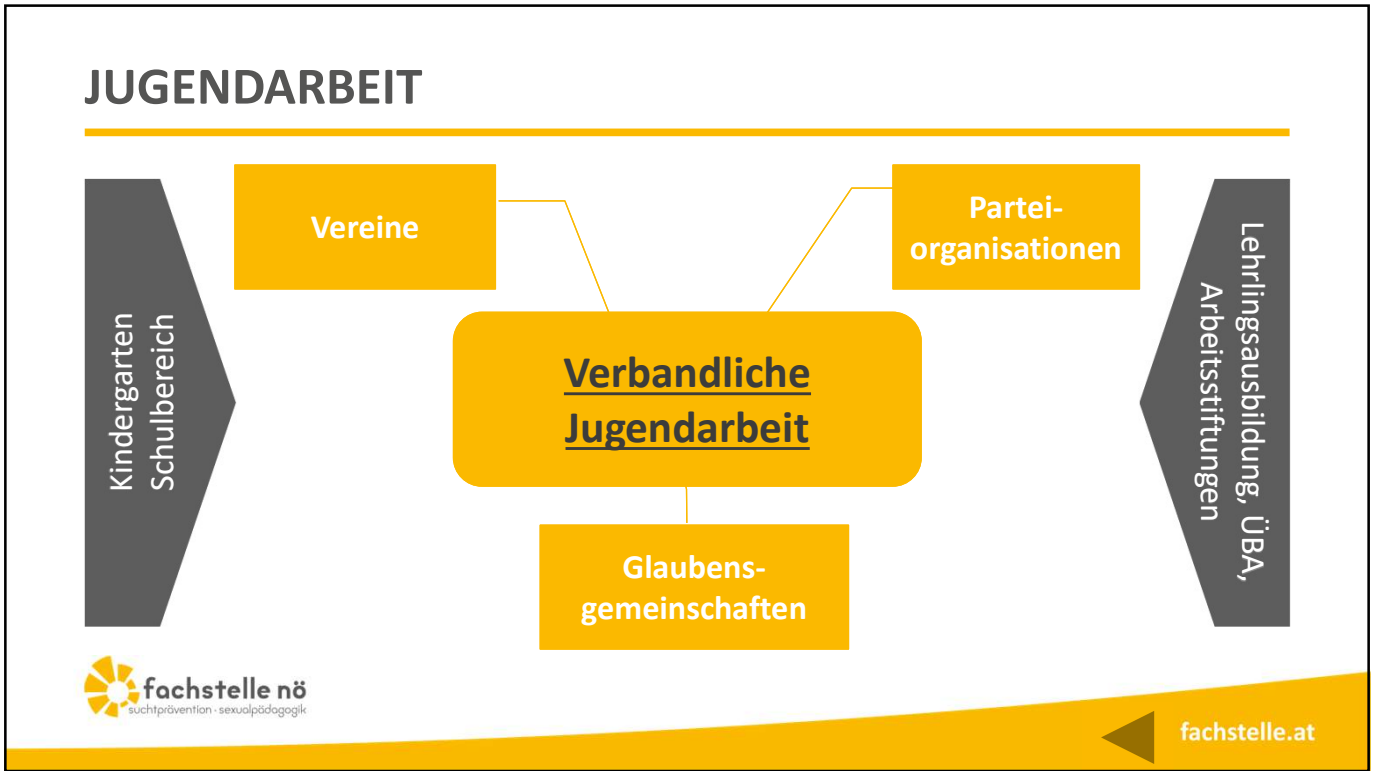 JUGENDARBEIT
Vereine
Partei-
organisationen
Kindergarten
Schulbereich
Verbandliche
Jugendarbeit
Lehrlingsausbildung, ÜBA,
Arbeitsstiftungen
Glaubens-
gemeinschaften
fachstelle nö
suchtprävention - sexualpädagogik
fachstelle.at